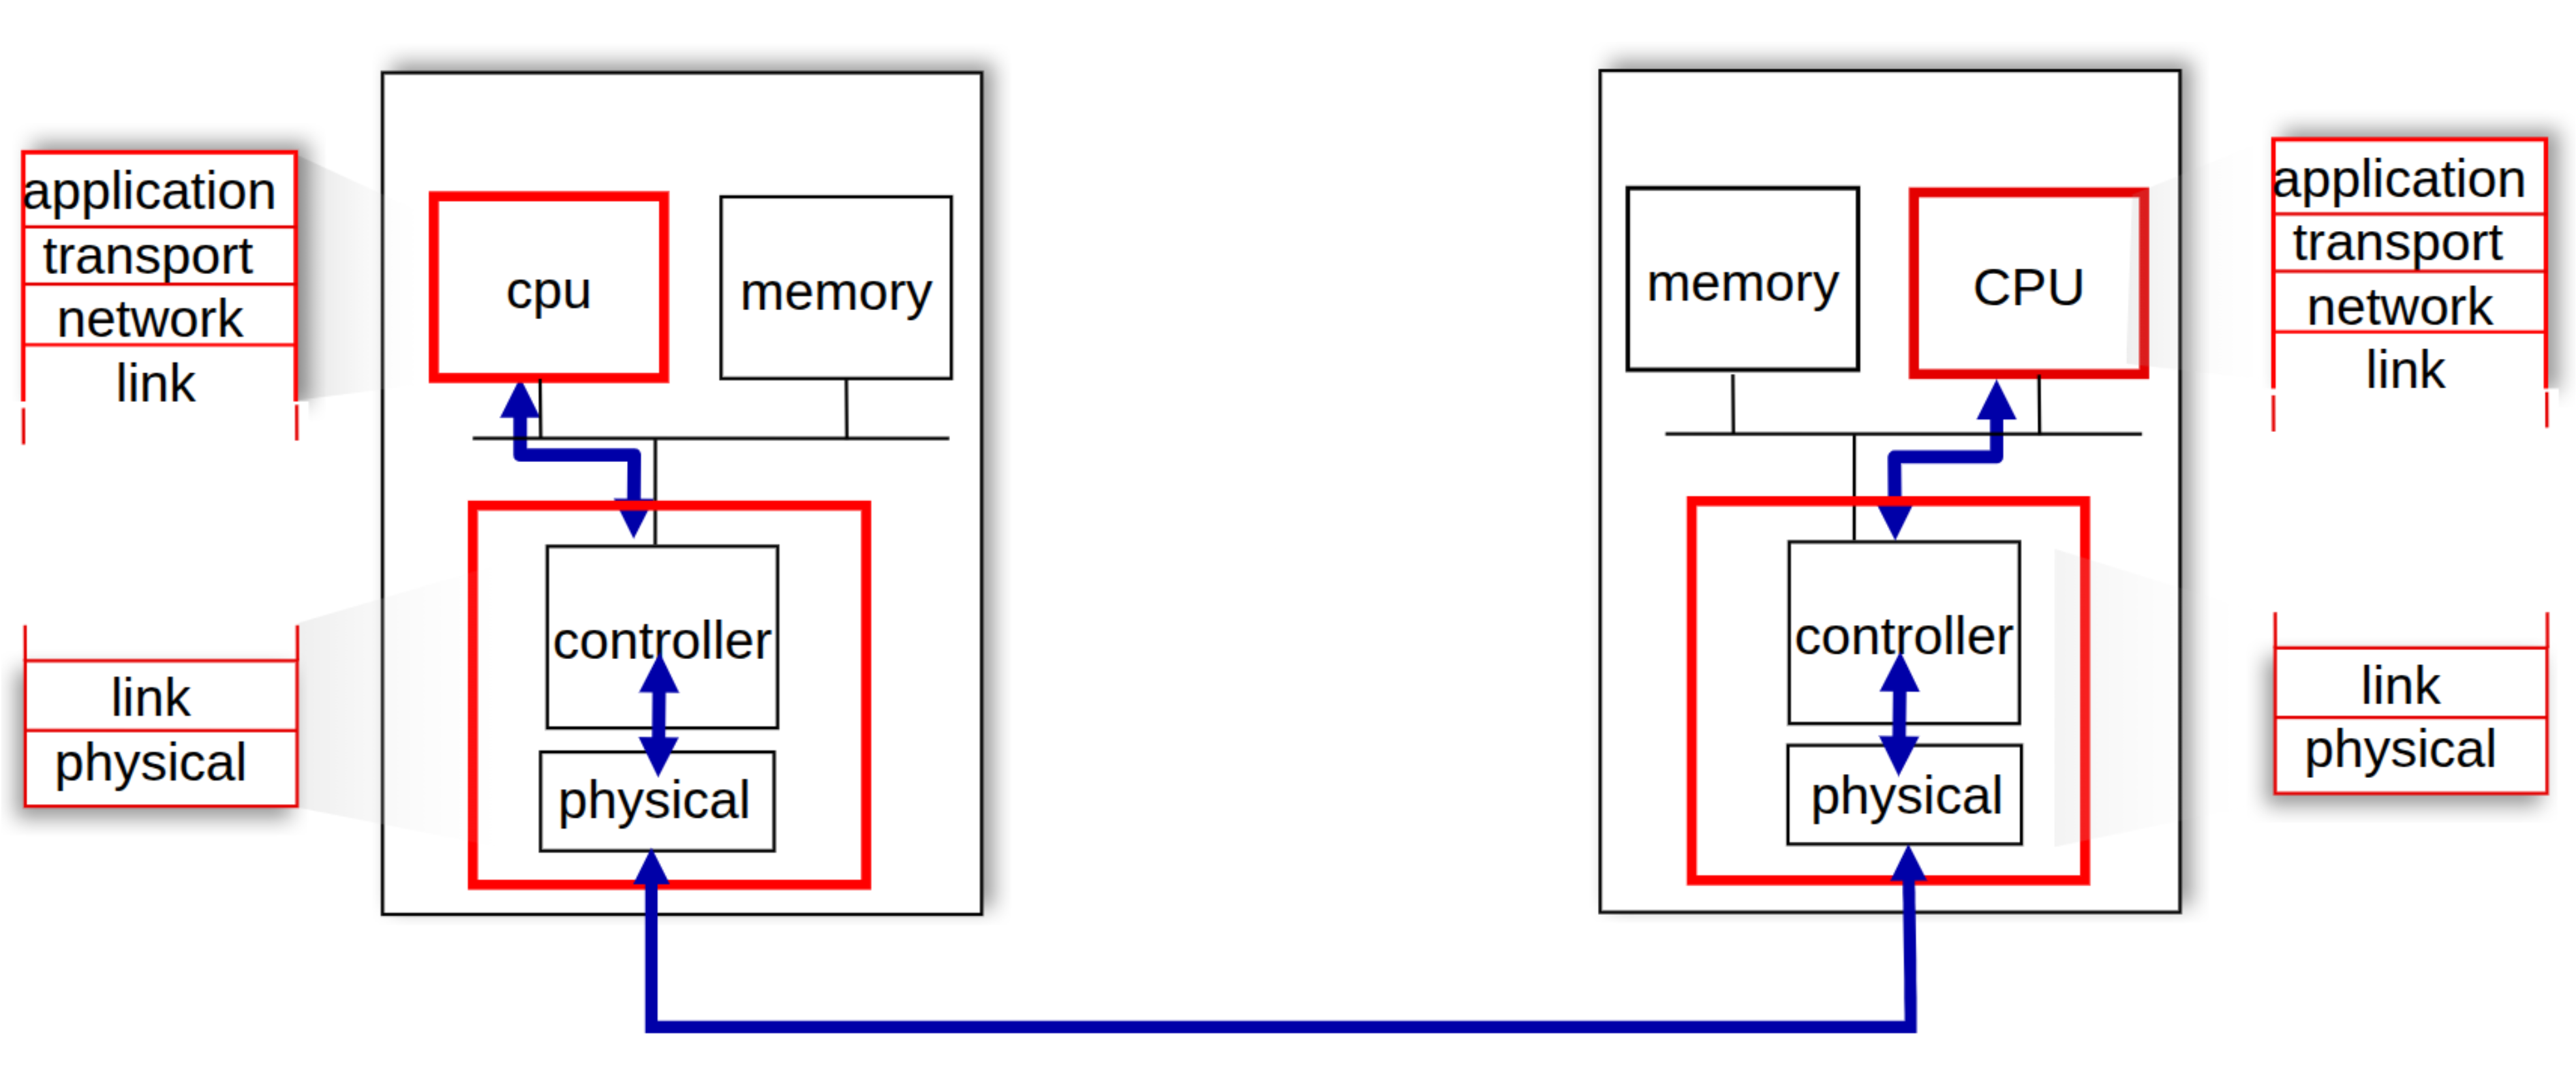 application
transport
network
link
link
physical
cpu
memory
controller
physical
memory
CPU
controller
physical
application
transport
network
link
link
physical